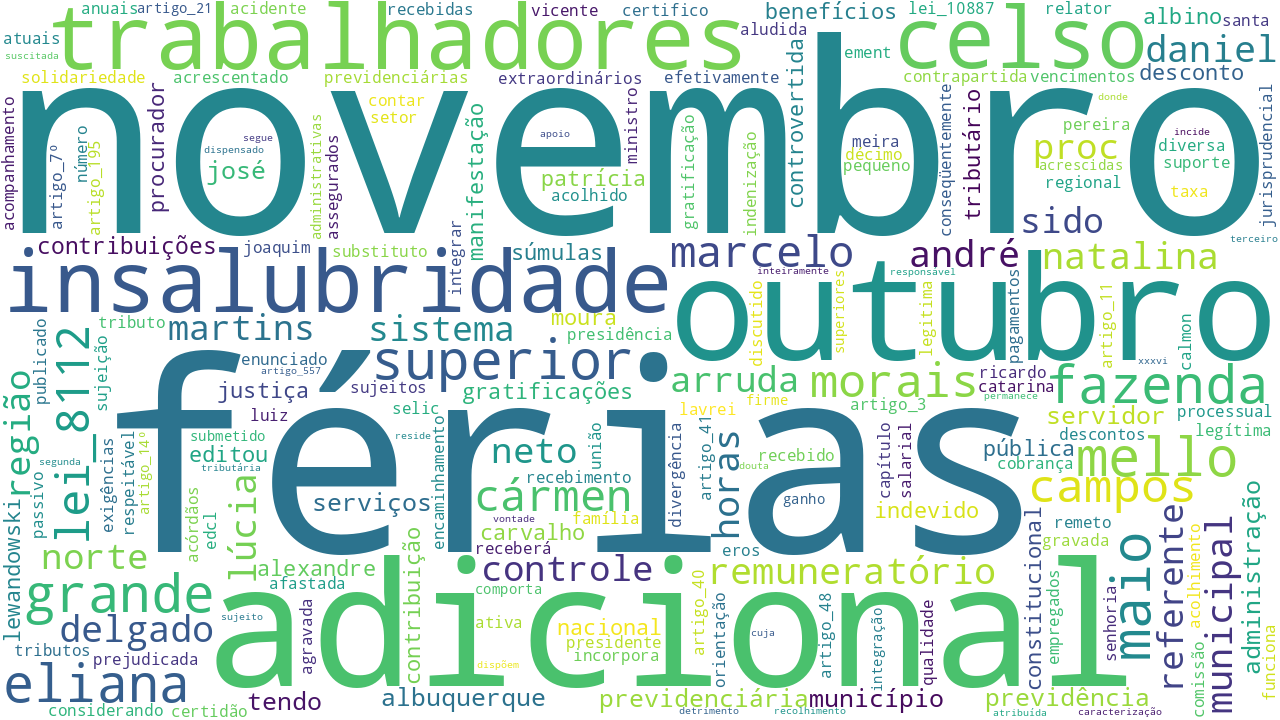 anuais
artigo_21
acidente
recebidas
vicente
certifico
benefícios
lei_10887
relator
albino
santa
atuais
trabalhadores
aludida
celso
daniel
suscitada
ement
solidariedade
acrescentado
previdenciárias
extraordinários
efetivamente
controvertida
contrapartida
vencimentos
desconto
novembro
acompanhamento
artigo_7º
número
artigo_195
procurador
segue
dispensado
josé
administrativas
assegurados
contar
setor
manifestação
apoio
ministro
patrícia
acolhido
gratificação
indenização
meira
décimo
pequeno
conseqüentemente
tributário
proc
donde
pereira
incide
diversa
acrescidas
suporte
regional
taxa
jurisprudencial
sido
terceiro
contribuições
joaquim
substituto
integrar
súmulas
marcelo
andré
natalina
insalubridade
inteiramente
responsável
outubro
discutido
superiores
legitima
pagamentos
artigo_11
xxxvi
calmon
publicado
tributo
sujeição
martins
sistema
moura
presidência
enunciado
artigo_557
superior
justiça
sujeitos
gratificações
arruda
morais
ricardo
catarina
permanece
fazenda
região
lei_8112
férias
luiz
selic
lavrei
firme
artigo_3
servidor
processual
legítima
submetido
editou
reside
tributária
segunda
passivo
exigências
respeitável
artigo_14º
acórdãos
edcl
lúcia
encaminhamento
neto
união
recebimento
divergência
artigo_41
horas
recebido
douta
capítulo
salarial
pública
descontos
cobrança
mello
serviços
cármen
ganho
indevido
campos
lewandowski
vontade
família
carvalho
receberá
eros
constitucional
remeto
gravada
maio
referente
acolhimento
municipal
administração
norte
alexandre
afastada
contribuição
controle
comporta
artigo_40
remuneratório
empregados
senhoria
grande
delgado
sujeito
adicional
agravada
ativa
nacional
presidente
incorpora
dispõem
orientação
cuja
artigo_48
integração
qualidade
comissão
funciona
tributos
prejudicada
eliana
tendo
albuquerque
previdenciária
município
previdência
considerando
certidão
detrimento
recolhimento
atribuída
caracterização